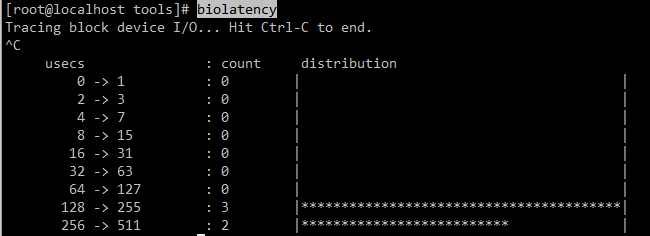 [root@localhost tools]# biolatency
Tracing block device I/O... Hit Ctrl-C to end.
^C
     usecs               : count     distribution
         0 -> 1          : 0        |                                        |
         2 -> 3          : 0        |                                        |
         4 -> 7          : 0        |                                        |
         8 -> 15         : 0        |                                        |
        16 -> 31         : 0        |                                        |
        32 -> 63         : 0        |                                        |
        64 -> 127        : 0        |                                        |
       128 -> 255        : 3        |****************************************|
       256 -> 511        : 2        |**************************              |